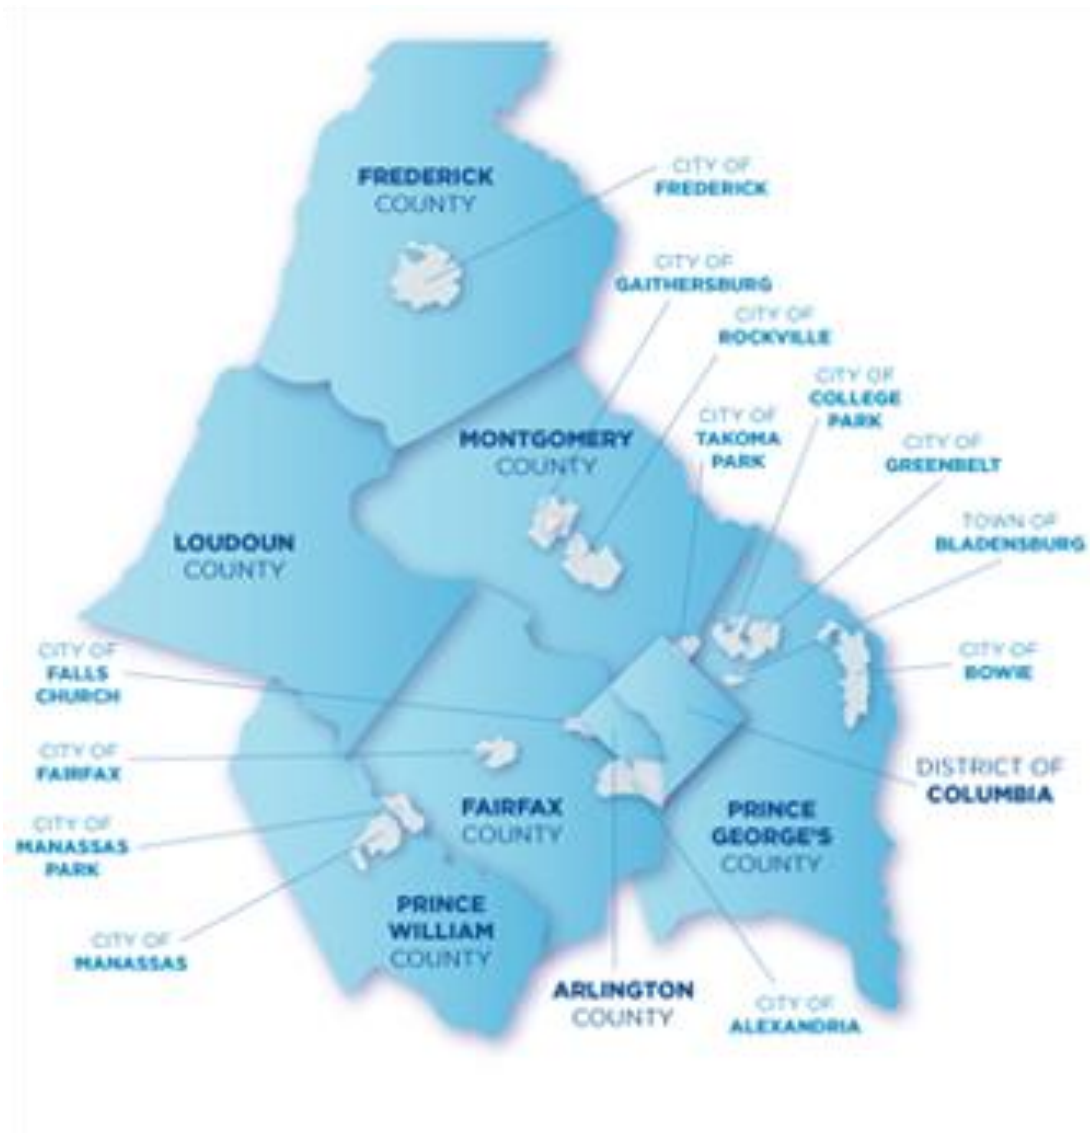 FREDERICK
COUNTY
CITY OF
FREDERICK
CITY OF
GAITHERSBURG
CITY OF
ROCKVILLE
CITY OF
COLLEGE
PARK
CITY OF
TAKOMA
PARK
MONTGOMERY
COUNTY
CITY OF
GREENBELT
TOWN OF
BLADENSBURG
LOUDOUN
COUNTY
CITY OF
FALLS
CHURCH
CITY OF
BOWIE
CITY OF
FAIRFAX
DISTRICT OF
COLUMBIA
FAIRFAX
COUNTY
PRINCE
GEORGE'S
COUNTY
CITY OF
MANASSAS
PARK
PRINCE
WILLIAM
COUNTY
CITY OF
MANASSAS
ARLINGTON
COUNTY
CITY OF
ALEXANDRIA